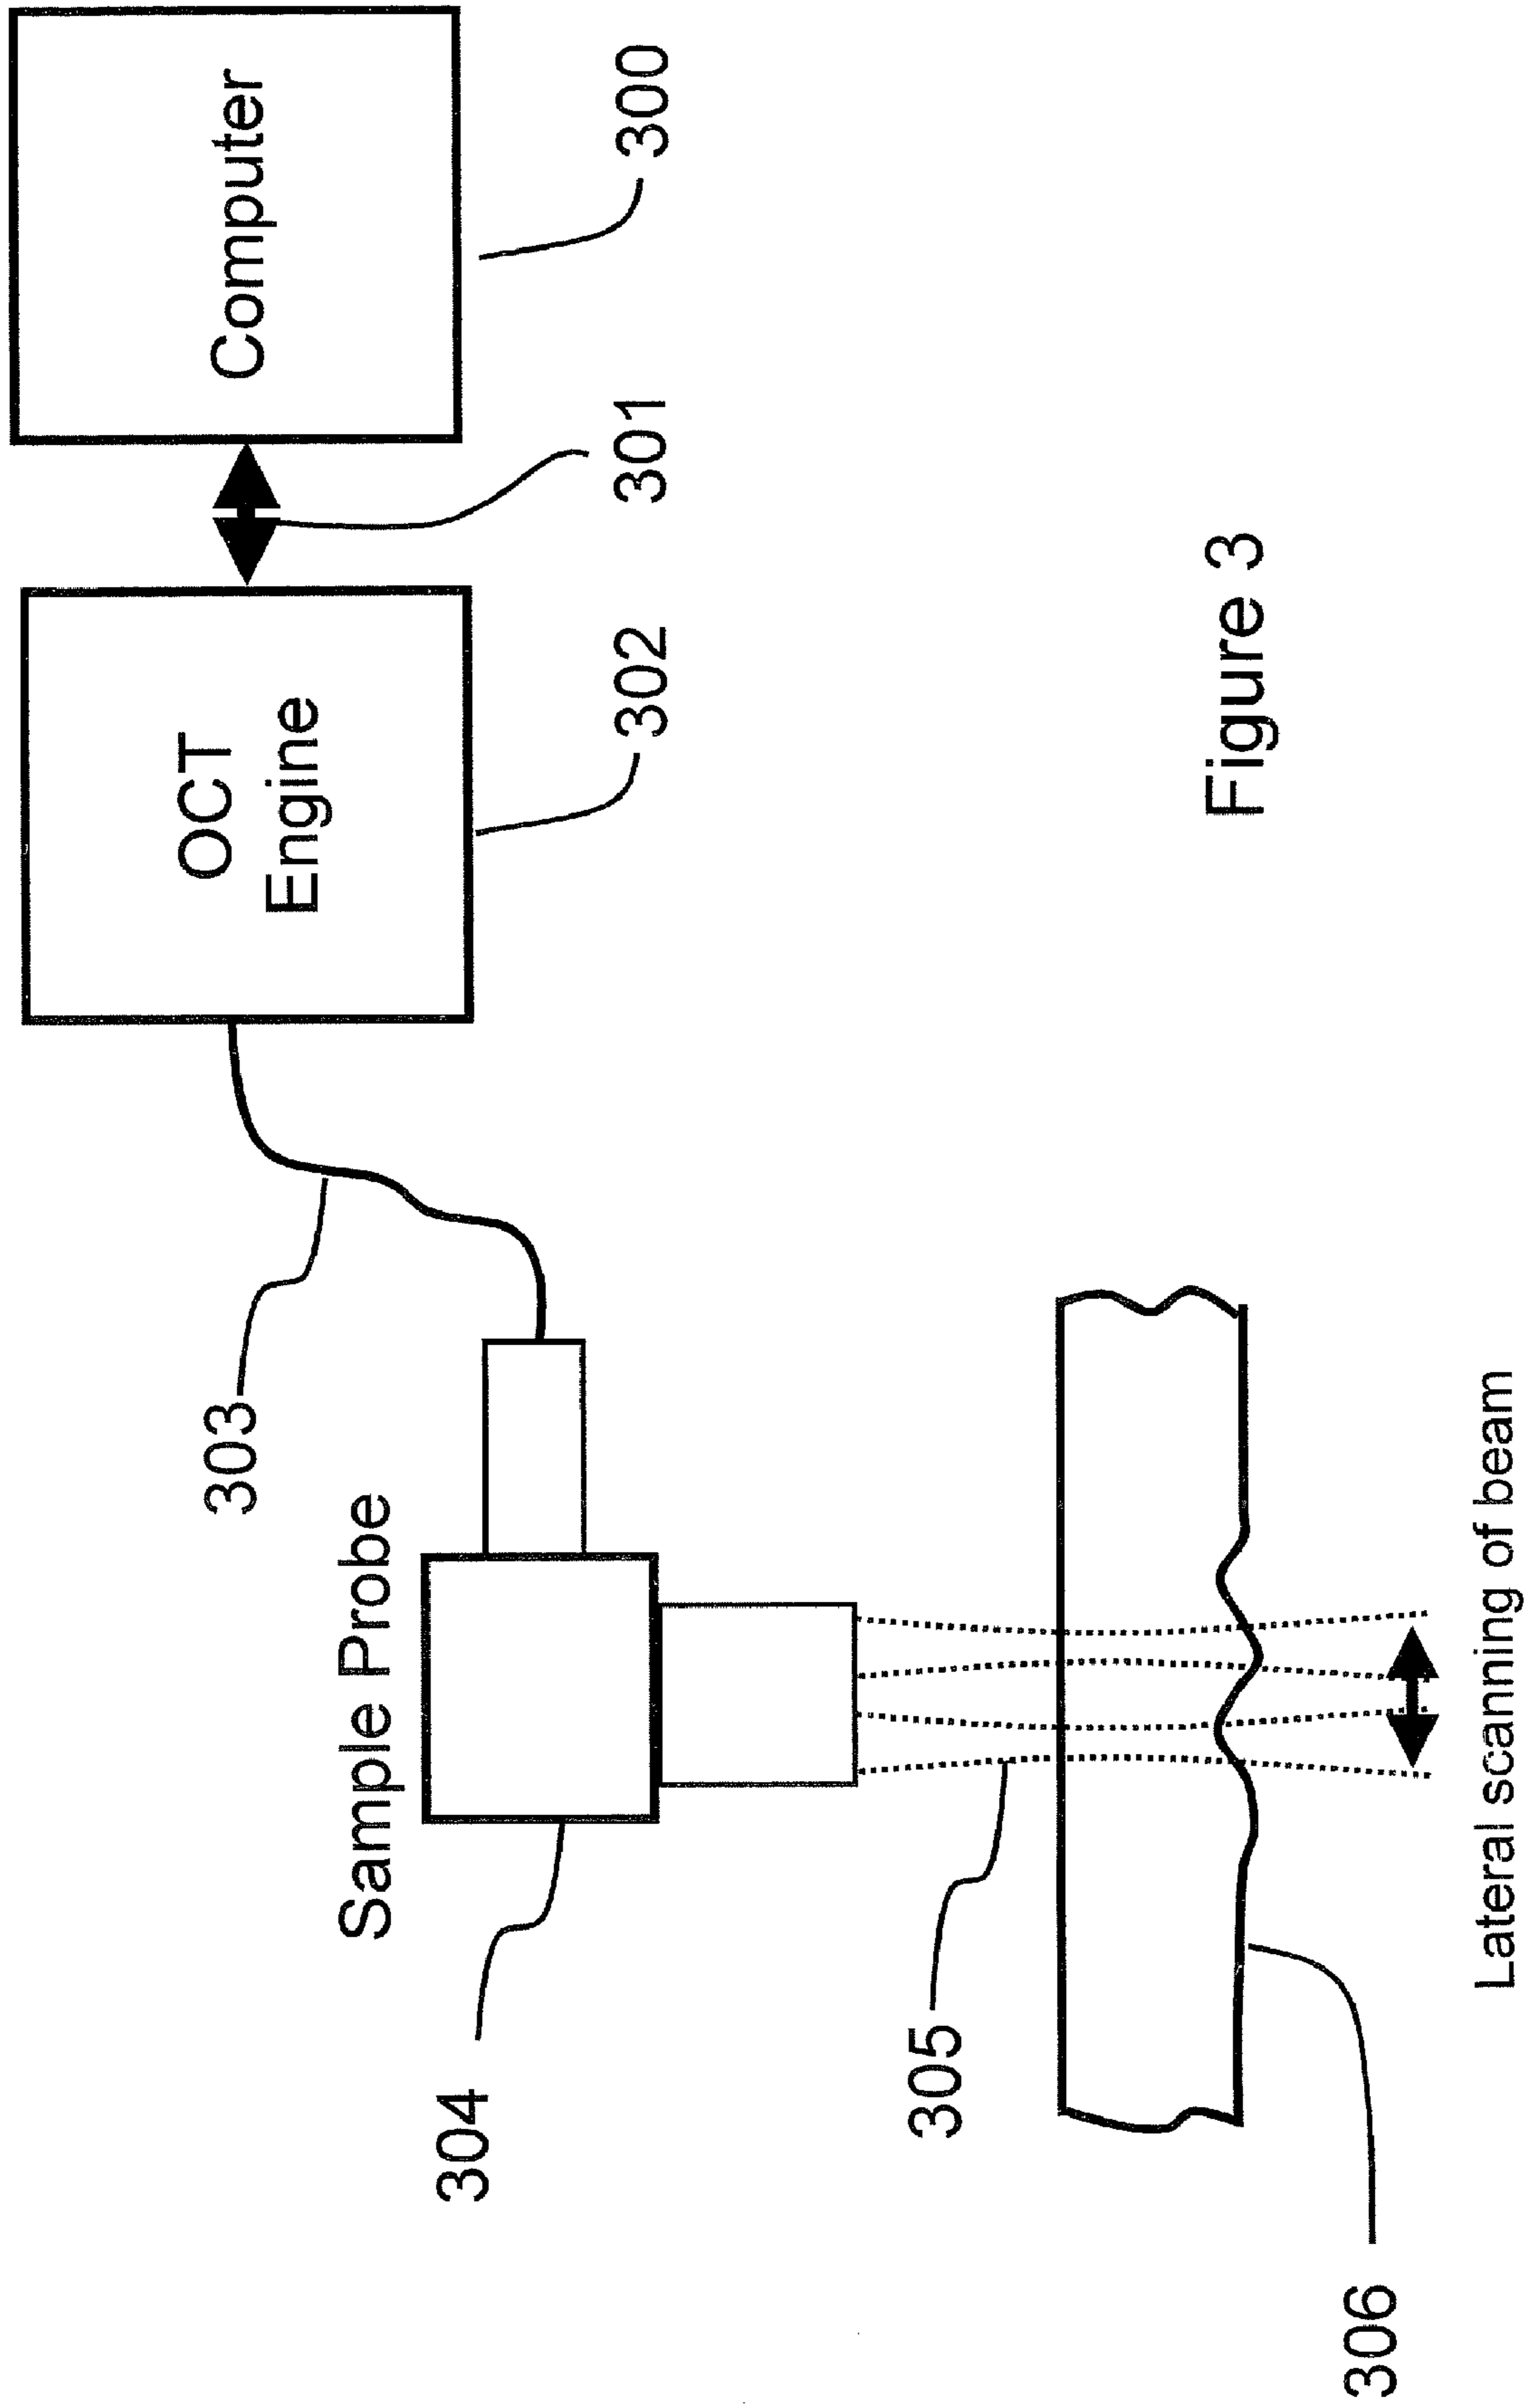 Computer
300
301
OCT
Engine
302
303
Sample Probe
304
305
306
Lateral scanning of beam
Figure 3